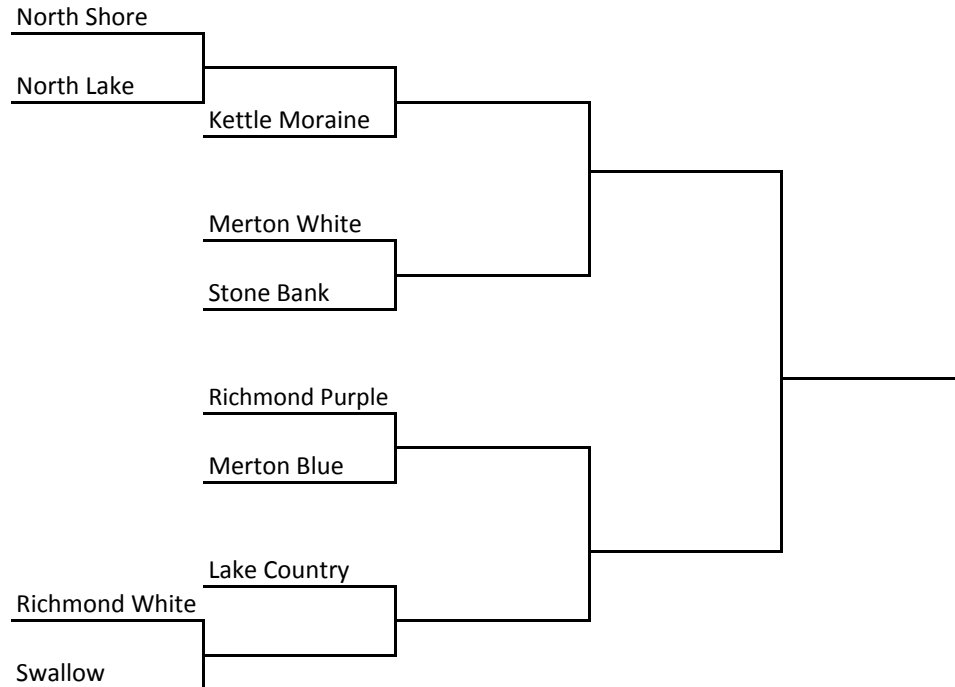 North Shore
North Lake
Kettle Moraine
Merton White
Stone Bank
Richmond Purple
Merton Blue
Lake Country
Richmond White
Swallow